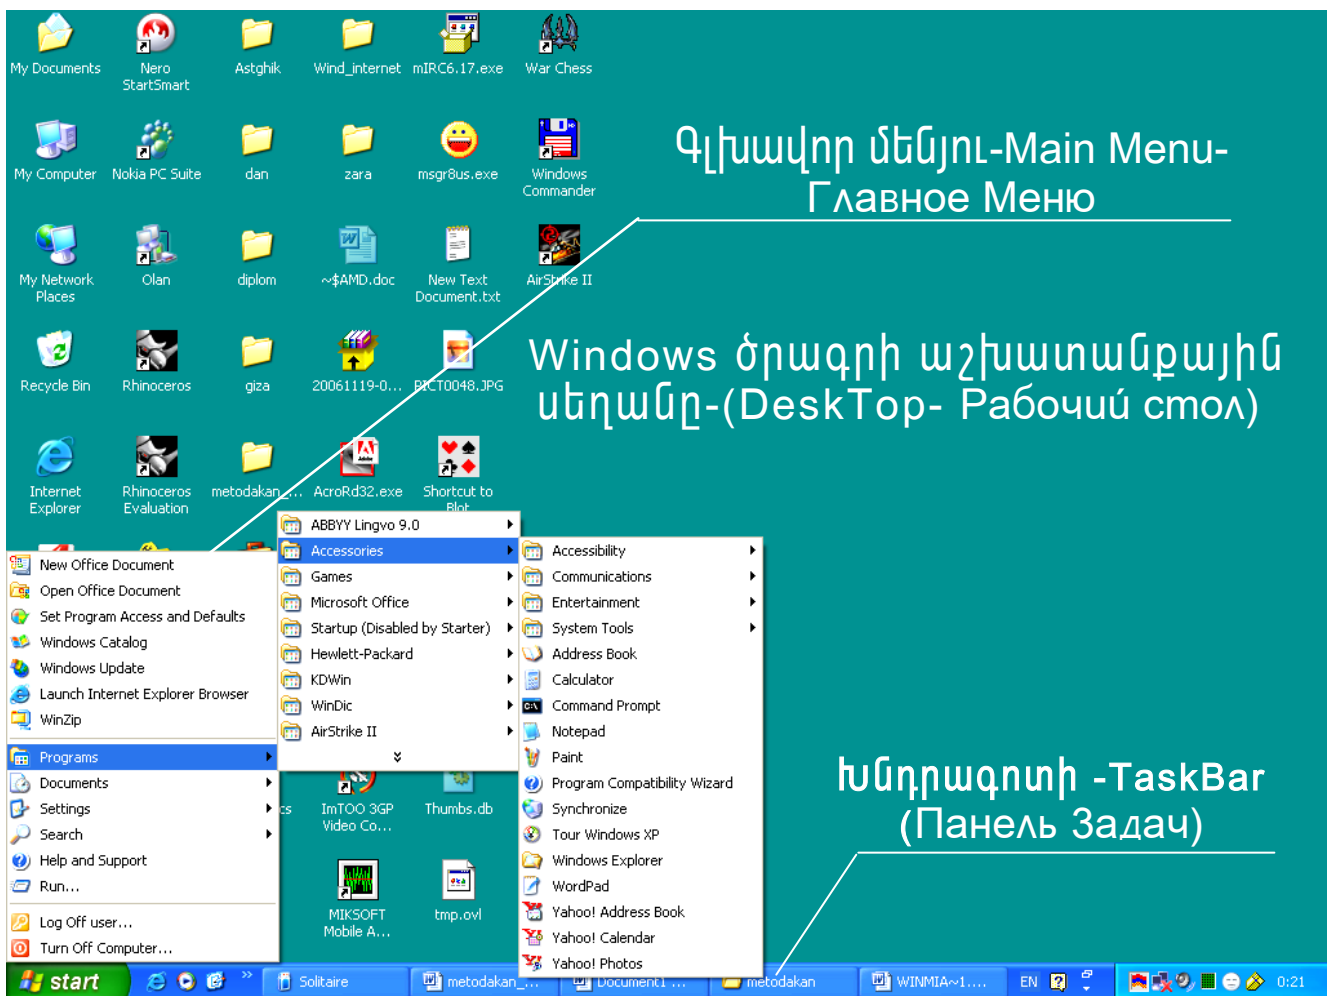 My Documents
Nero
StartSmart
Astghik
Wind_internet
mIRC6.17.exe
War Chess
My Computer
Nokia PC Suite
dan
zara
msgr8us.exe
Windows
Commander
Գլխավոր մենյու-Main Menu-
Главное Меню
My Network
Places
Olan
diplom
~$AMD.doc
New Text
Document.txt
AirStrike II
Recycle Bin
Rhinoceros
giza
20061119-0...
PICT0048.JPG
Windows ծրագրի աշխատանքային
սեղանը-(DeskTop- Рабочий стол)
Internet
Explorer
Rhinoceros
Evaluation
metodakan_...
AcroRd32.exe
Shortcut to
Blot
New Office Document
Open Office Document
Set Program Access and Defaults
Windows Catalog
Windows Update
Launch Internet Explorer Browser
WinZip
Programs
Documents
Settings
Search
Help and Support
Run...
Log Off user...
Turn Off Computer...
ABBYY Lingvo 9.0
Accessories
Games
Microsoft Office
Startup (Disabled by Starter)
Hewlett-Packard
KDWin
WinDic
AirStrike II
Accessibility
Communications
Entertainment
System Tools
Address Book
Calculator
Command Prompt
Notepad
Paint
Program Compatibility Wizard
Synchronize
Tour Windows XP
Windows Explorer
WordPad
Yahoo! Address Book
Yahoo! Calendar
Yahoo! Photos
cs
ImTOO 3GP
Video Co...
Thumbs.db
MIKSOFT
Mobile A...
tmp.ovl
Խնդրագոտի -TaskBar
(Панель Задач)
start
Solitaire
metodakan_...
Document1 ...
metodakan
WINMIA~1....
EN
0:21